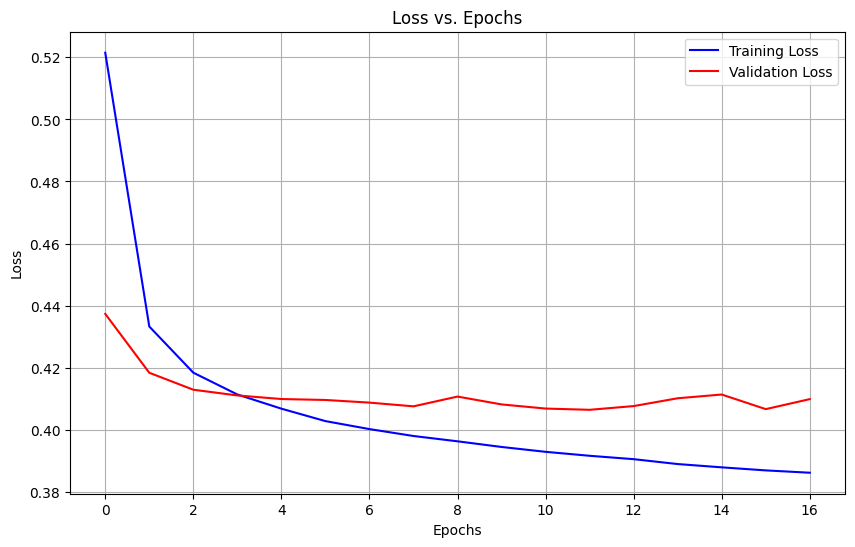 Loss vs. Epochs
Training Loss
Validation Loss
0.52
0.50
0.48
0.46
0.44
0.42
0.40
0.38
Loss
0 2 4 6 8 10 12 14 16
Epochs